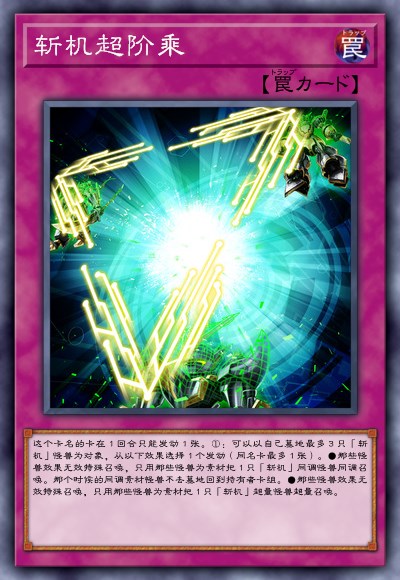 斩机超阶乘
罠
トラップ
【罠カード】
トラップ
这个卡名的卡在１回合只能发动１张。①：可以以自己墓地最多３只「斩
机」怪兽为对象，从以下效果选择１个发动（同名卡最多１张）。●那些怪
兽效果无效特殊召唤，只用那些怪兽为素材把１只「斩机」同调怪兽同调召
唤。那个时候的同调素材怪兽不去墓地回到持有者卡组。●那些怪兽效果无
效特殊召唤，只用那些怪兽为素材把１只「斩机」超量怪兽超量召唤。